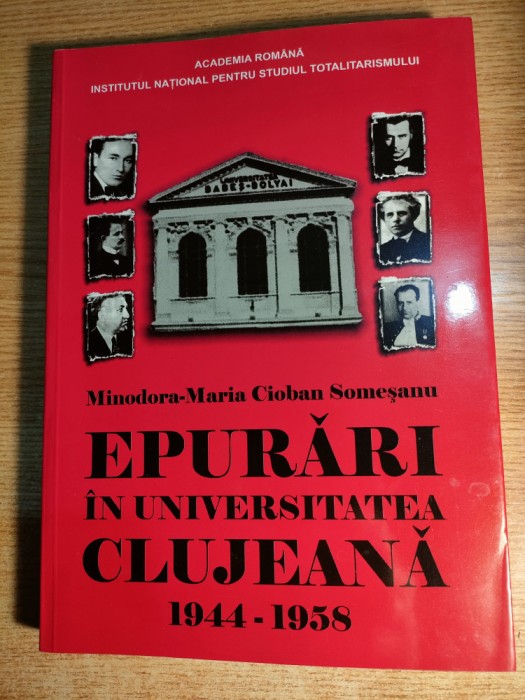 ACADEMIA ROMÂNĂ
INSTITUTUL NAȚIONAL PENTRU STUDIUL TOTALITARISMULUI
UNIVERSITATEA
BABEȘ-BOLYAI
Minodora-Maria Cioban Someșanu
EPURĂRI
ÎN UNIVERSITATEA
CLUJEANĂ
1944 - 1958